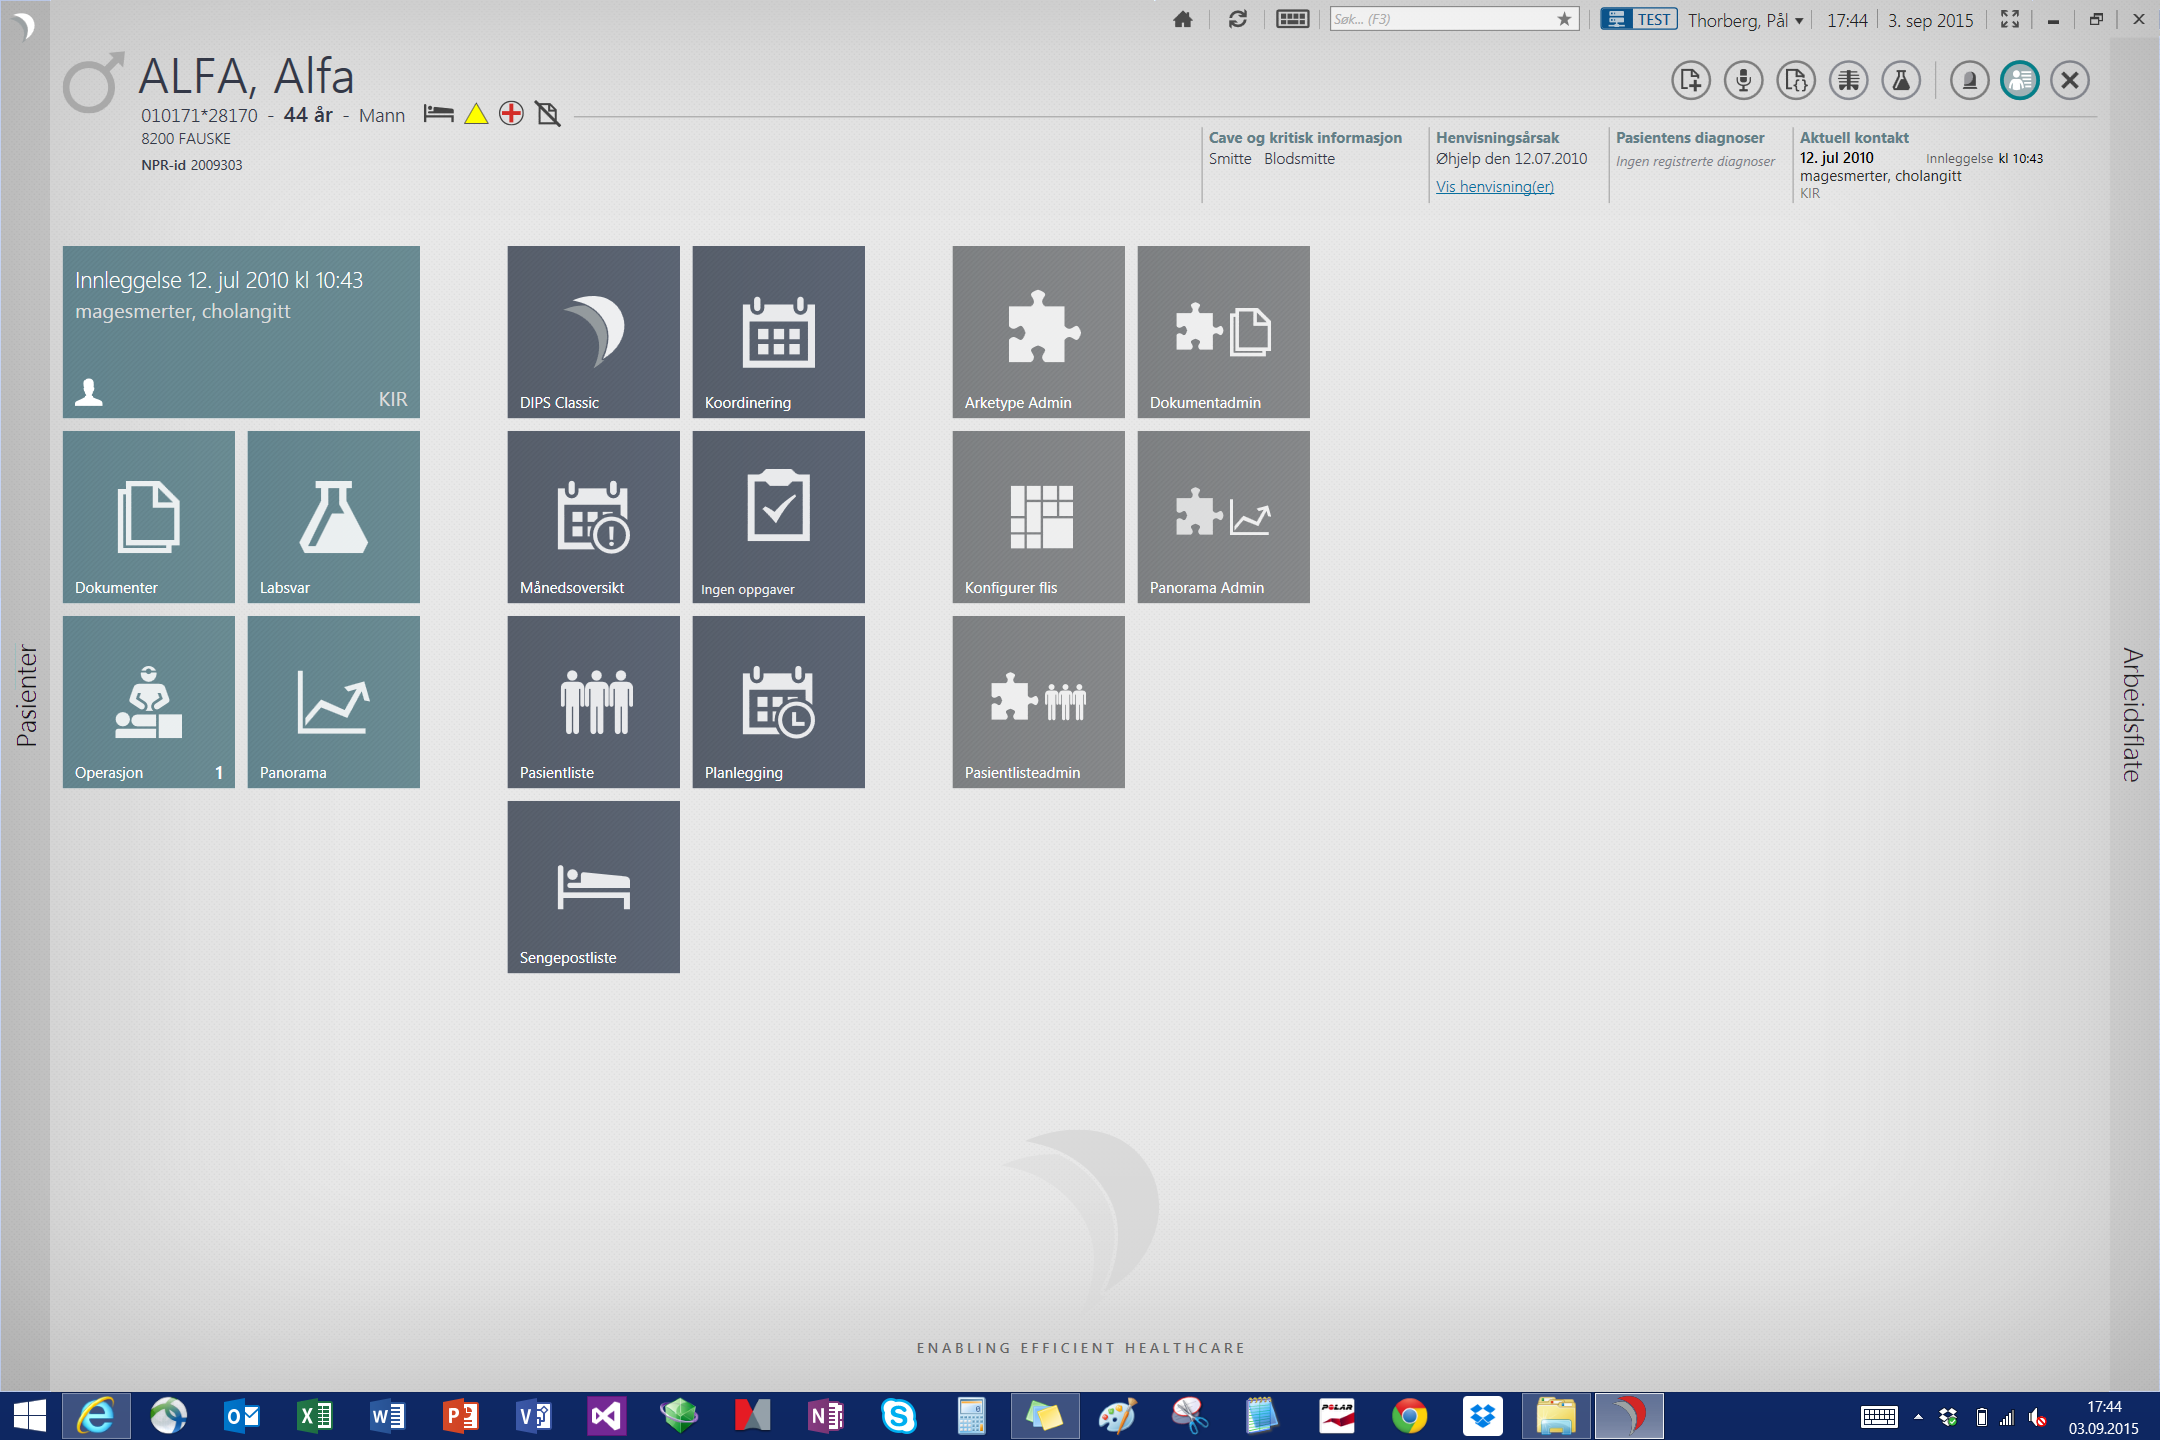 Søk... (F3)
TEST
Thorberg, Pål
17:44
3. sep 2015
ALFA, Alfa
010171*28170 - 44 år - Mann
8200 FAUSKE
NPR-id 2009303
Cave og kritisk informasjon
Smitte Blodsmitte
Henvisningsårsak
Øhjelp den 12.07.2010
Vis henvisning(er)
Pasientens diagnoser
Ingen registrerte diagnoser
Aktuell kontakt
12. jul 2010 Innleggelse kl 10:43
magesmerter, cholangitt
KIR
Pasienter
Innleggelse 12. jul 2010 kl 10:43
magesmerter, cholangitt
KIR
Dokumenter
Labsvar
Operasjon 1
Panorama
DIPS Classic
Koordinering
Månedsoversikt
Ingen oppgaver
Pasientliste
Planlegging
Sengepostliste
Arketype Admin
Dokumentadmin
Konfigurer flis
Panorama Admin
Pasientlisteadmin
Arbeidsflate
ENABLING EFFICIENT HEALTHCARE
POLAR
17:44
03.09.2015